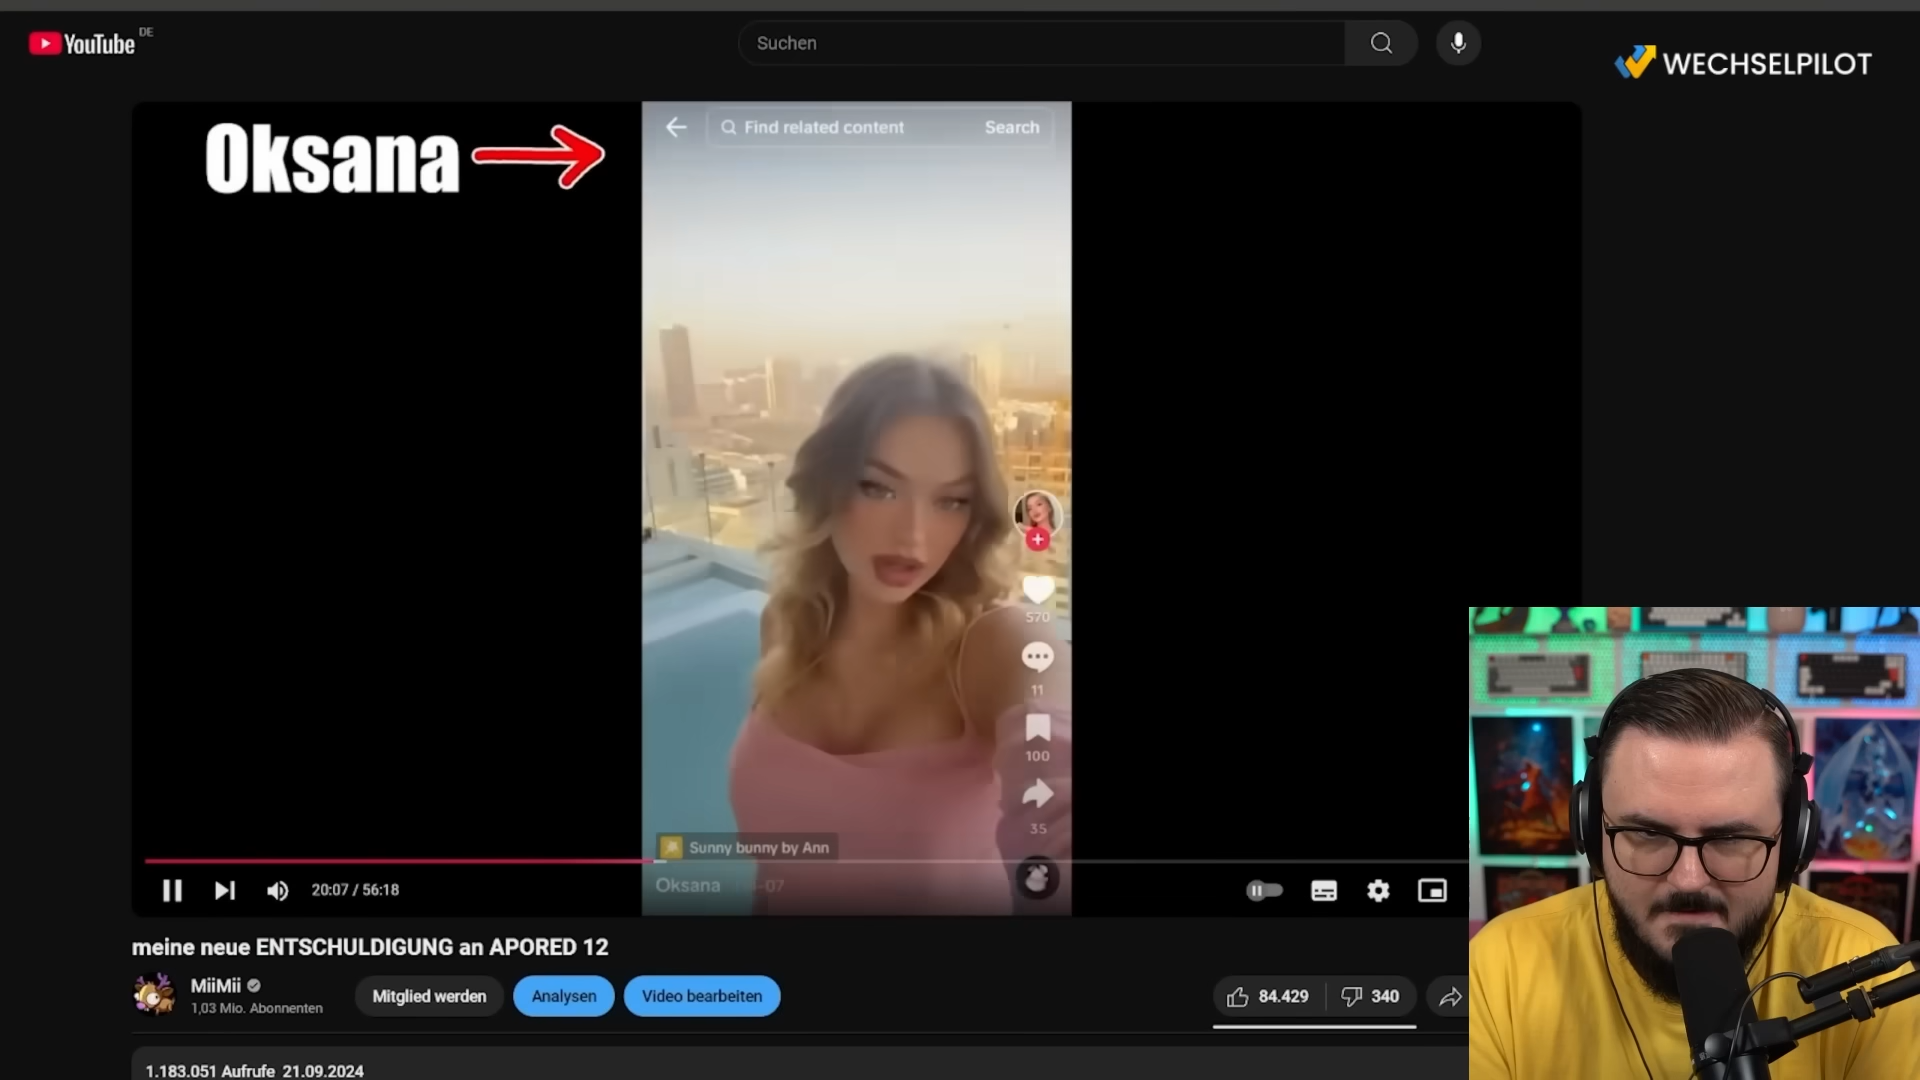 YouTube DE
Suchen
WECHSELPILOT
Oksana
Find related content Search
570
11
100
35
Sunny bunny by Ann
Oksana
20:07 / 56:18
meine neue ENTSCHULDIGUNG an APORED 12
MiiMii
1,03 Mio. Abonnenten
Mitglied werden
Analysen
Video bearbeiten
84.429
340
1.183.051 Aufrufe 21.09.2024